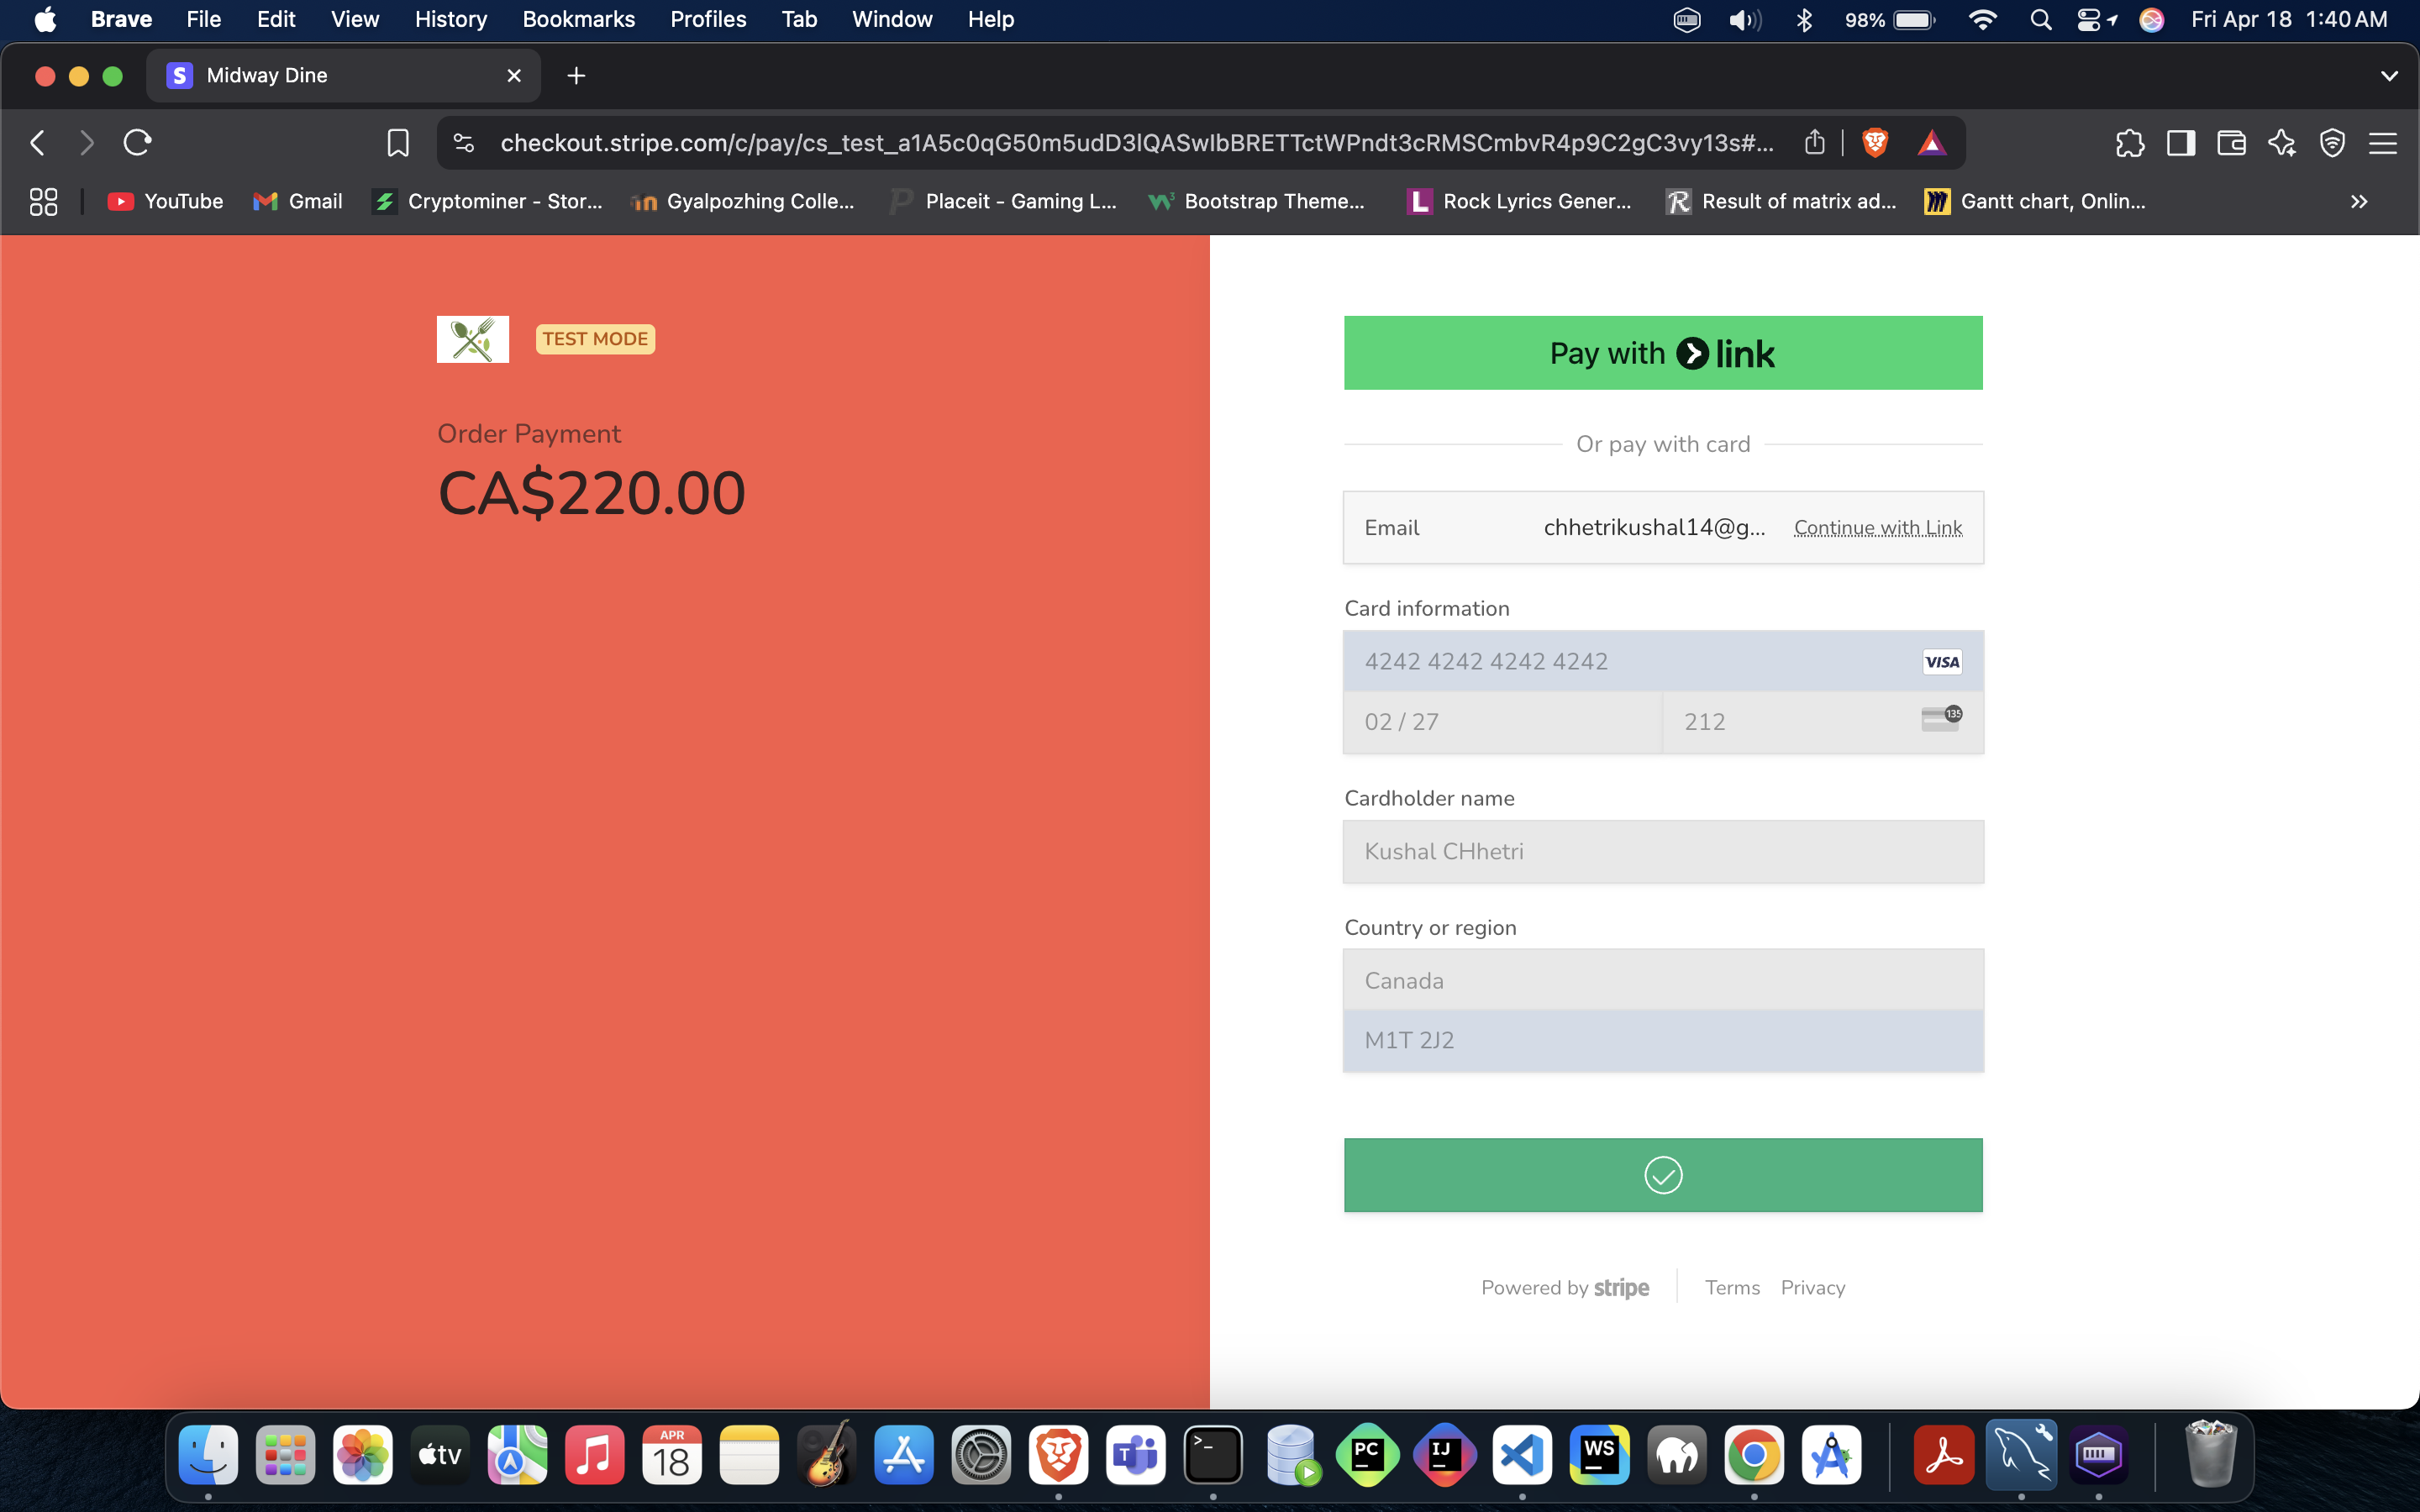 Brave File Edit View History Bookmarks Profiles Tab Window Help 98% Fri Apr 18 1:40 AM
S Midway Dine
checkout.stripe.com/c/pay/cs_test_a1A5c0qG50m5udD3lQASwIbBRETTctWPndt3cRMSCmbvR4p9C2gC3vy13s#...
YouTube Gmail Cryptominer - Stor... Gyalpozhing Colle... Placeit - Gaming L... Bootstrap Theme... Rock Lyrics Gener... Result of matrix ad... Gantt chart, Onlin...
TEST MODE
Order Payment
CA$220.00
Pay with link
Or pay with card
Email chhetrikushal14@g... Continue with Link
Card information
4242 4242 4242 4242 VISA
02 / 27 212 135
Cardholder name
Kushal CHhetri
Country or region
Canada
M1T 2J2
Powered by stripe Terms Privacy
tv APR 18 T >_ PC IJ WS